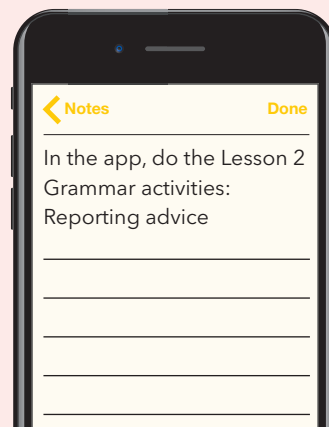 Notes
Done
In the app, do the Lesson 2
Grammar activities:
Reporting advice